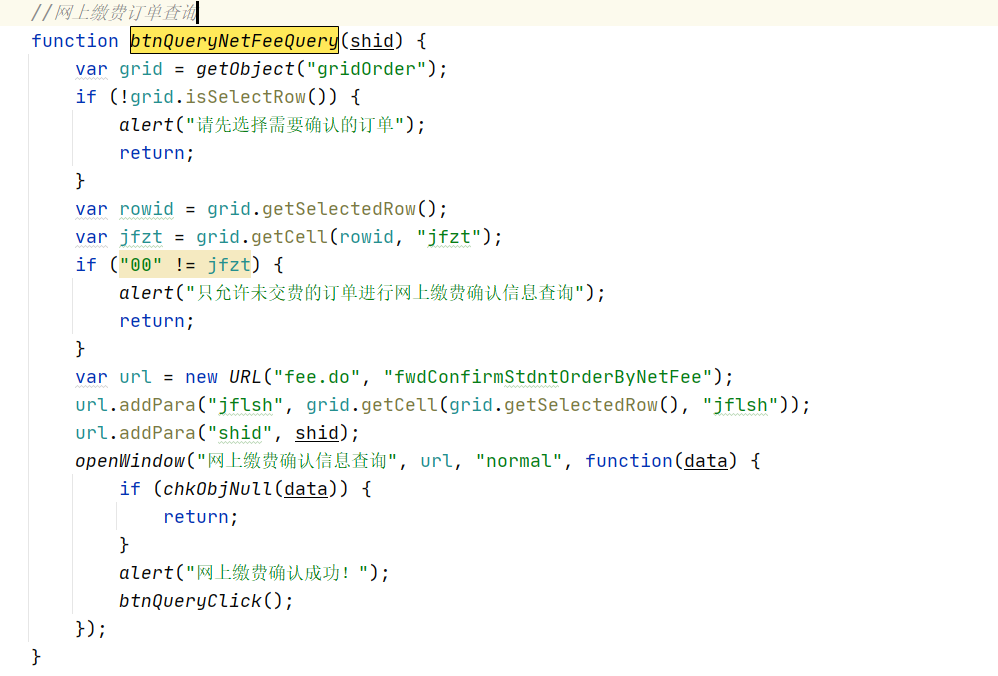 //网上缴费订单查询
function btnQueryNetFeeQuery(shid) {
    var grid = getObject("gridOrder");
    if (!grid.isSelectRow()) {
        alert("请先选择需要确认的订单");
        return;
    }
    var rowid = grid.getSelectedRow();
    var jfzt = grid.getCell(rowid, "jfzt");
    if ("00" != jfzt) {
        alert("只允许未交费的订单进行网上缴费确认信息查询");
        return;
    }
    var url = new URL("fee.do", "fwdConfirmStdntOrderByNetFee");
    url.addPara("jflsh", grid.getCell(grid.getSelectedRow(), "jflsh"));
    url.addPara("shid", shid);
    openWindow("网上缴费确认信息查询", url, "normal", function(data) {
        if (chkObjNull(data)) {
            return;
        }
        alert("网上缴费确认成功！");
        btnQueryClick();
    });
}